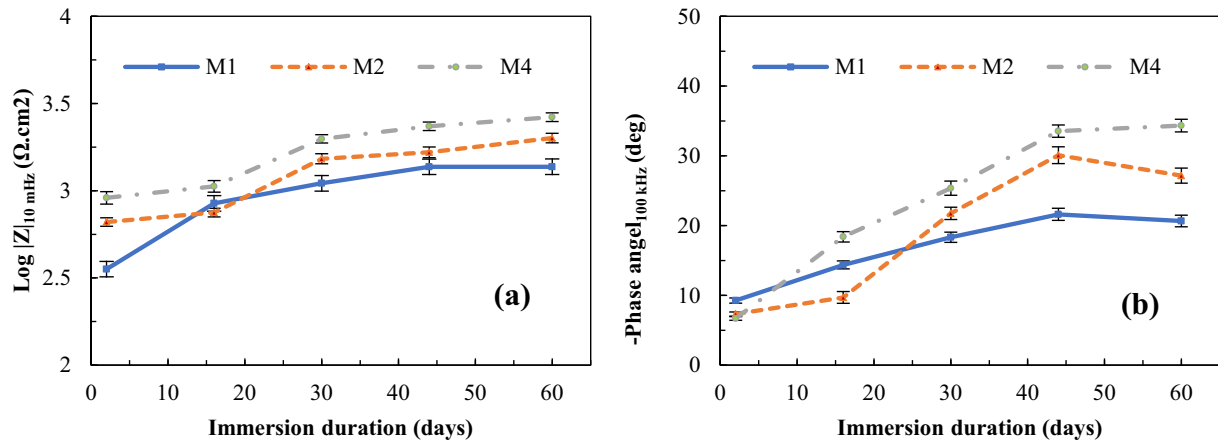 4
3.5
3
2.5
2
0
10
20
30
40
50
60
M1
M2
M4
(a)
Log |Z|10 mHz (Ω.cm2)
Immersion duration (days)
50
40
30
20
10
0
0
10
20
30
40
50
60
M1
M2
M4
(b)
-Phase angel100 kHz (deg)
Immersion duration (days)